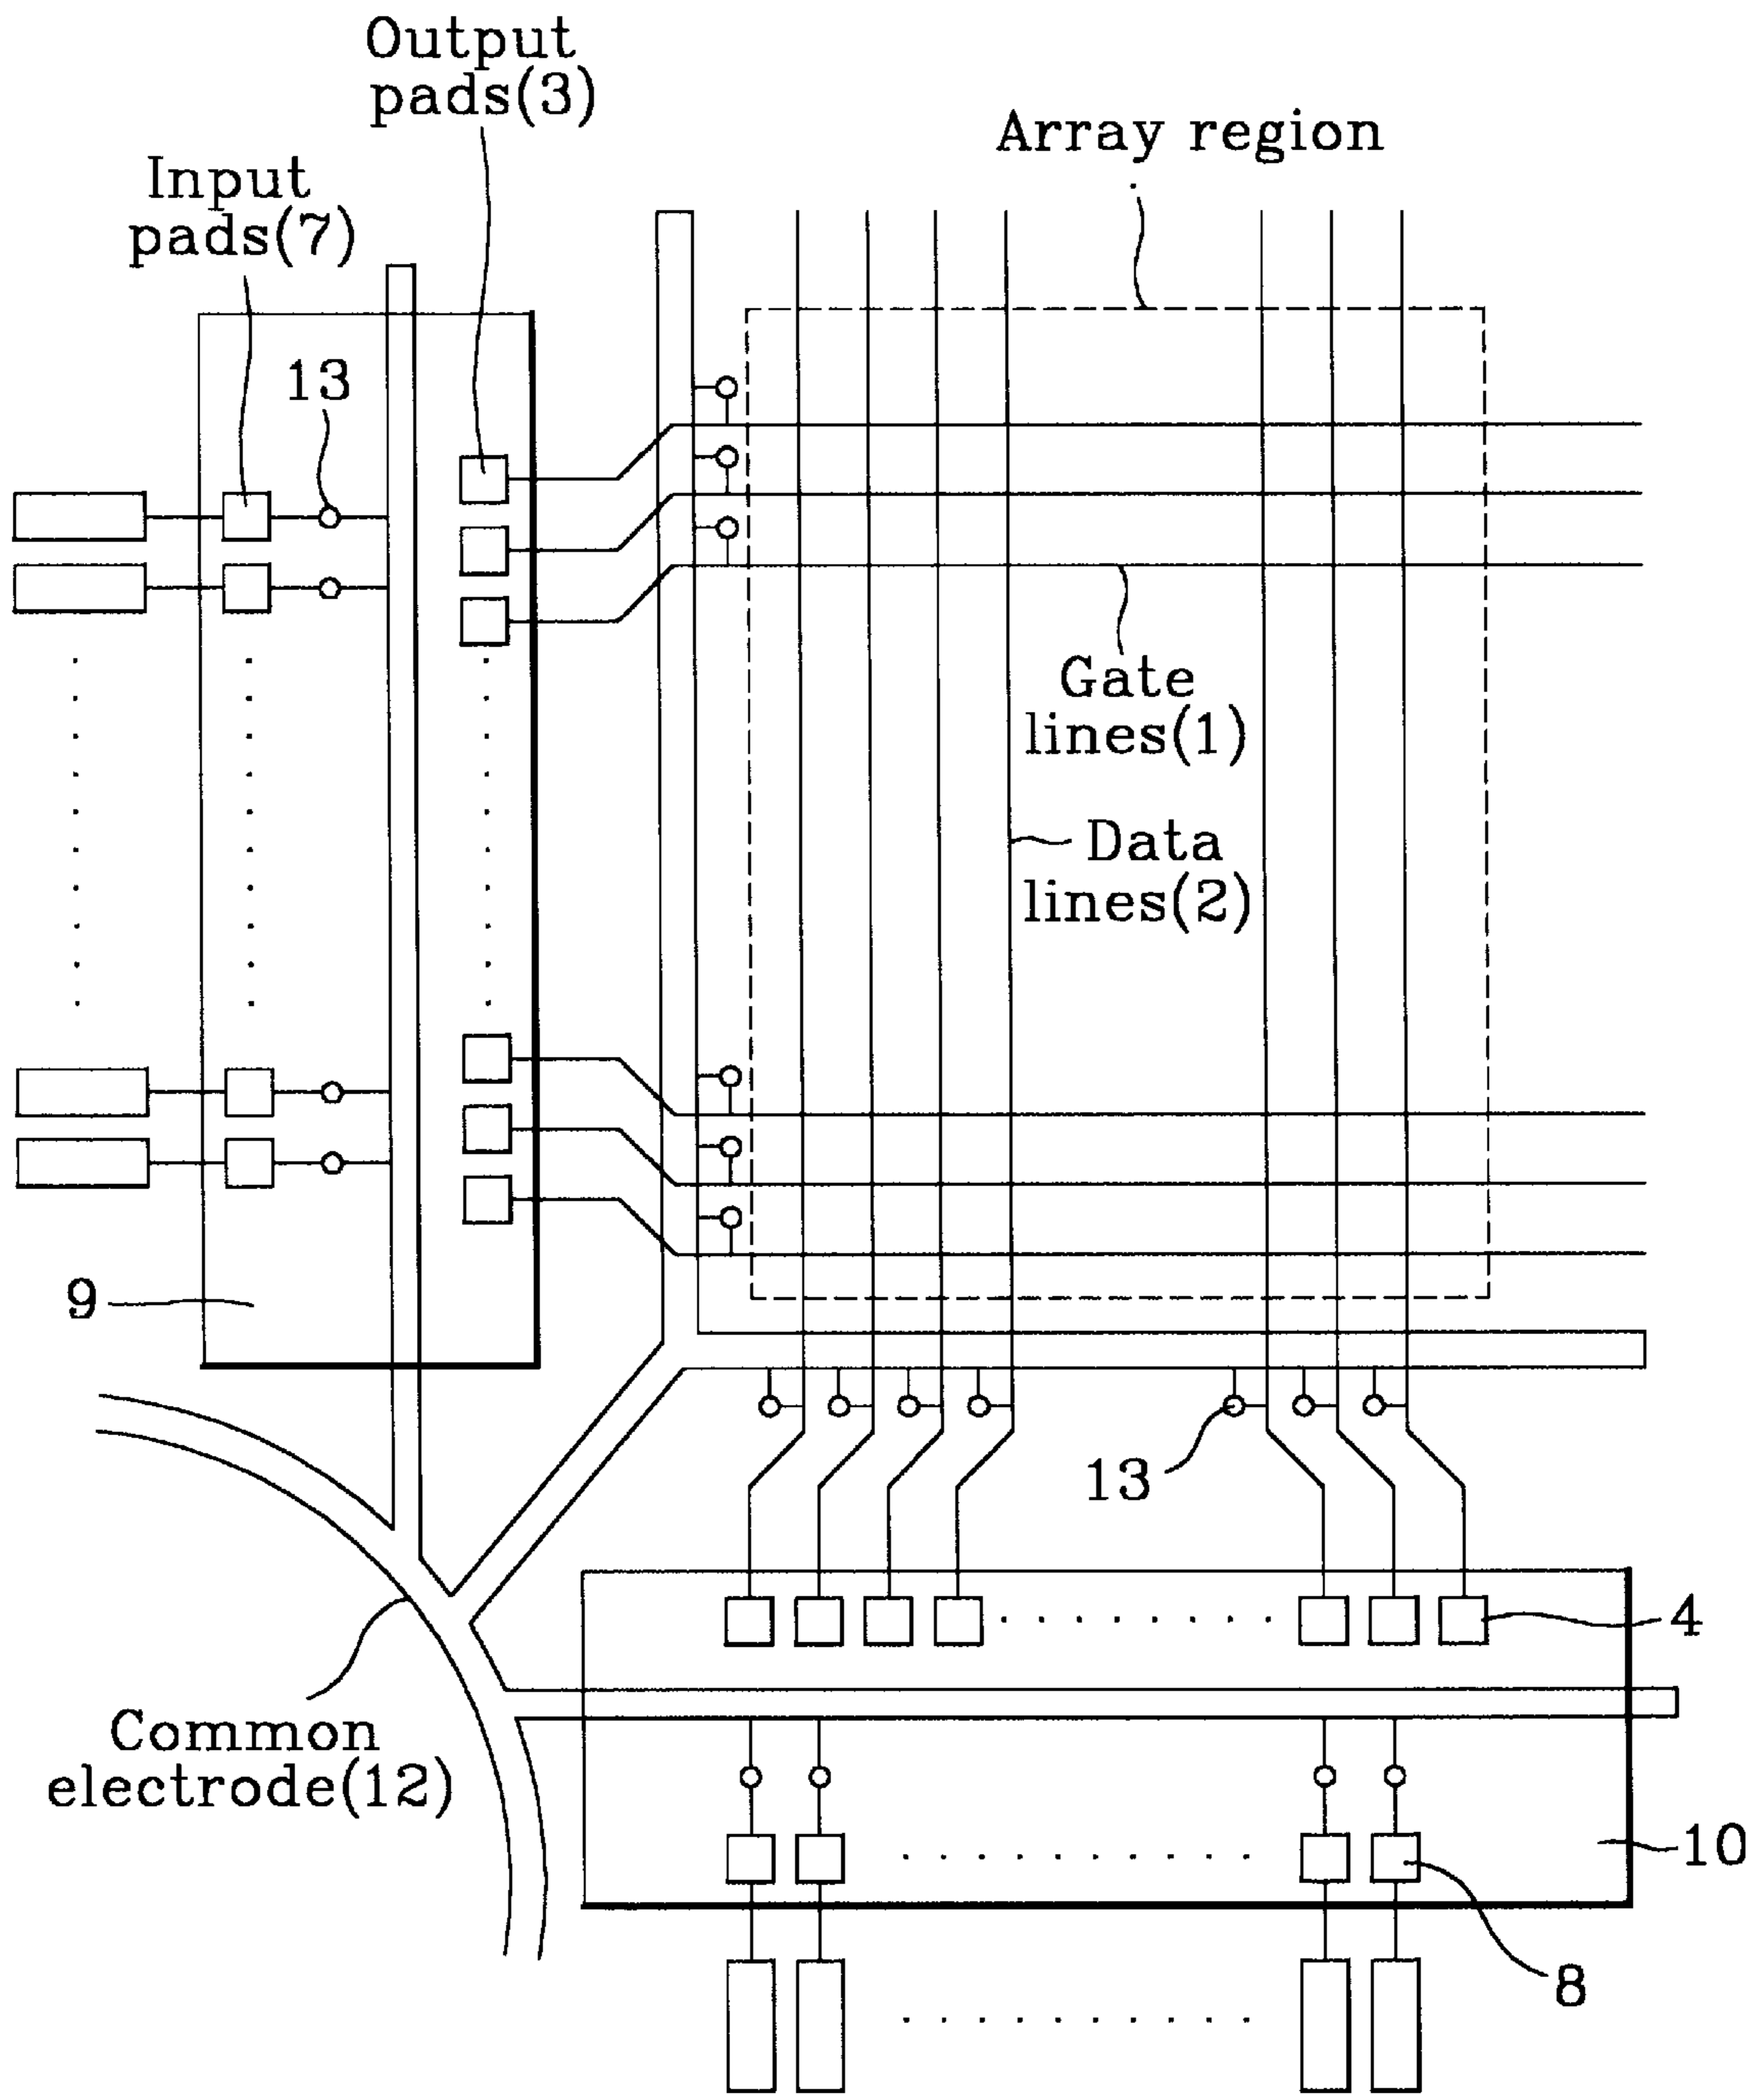 Output
pads(3)
Array region
Input
pads(7)
13
Gate
lines(1)
Data
lines(2)
9
13
4
Common
electrode(12)
10
8